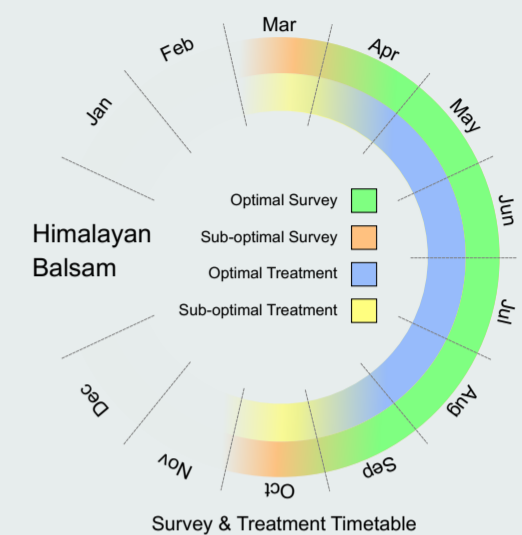 Mar
Feb
Apr
Jan
May
Optimal Survey
Jun
Himalayan
Balsam
Sub-optimal Survey
Optimal Treatment
Sub-optimal Treatment
Jul
Aug
Dec
Sep
Nov
Oct
Survey & Treatment Timetable